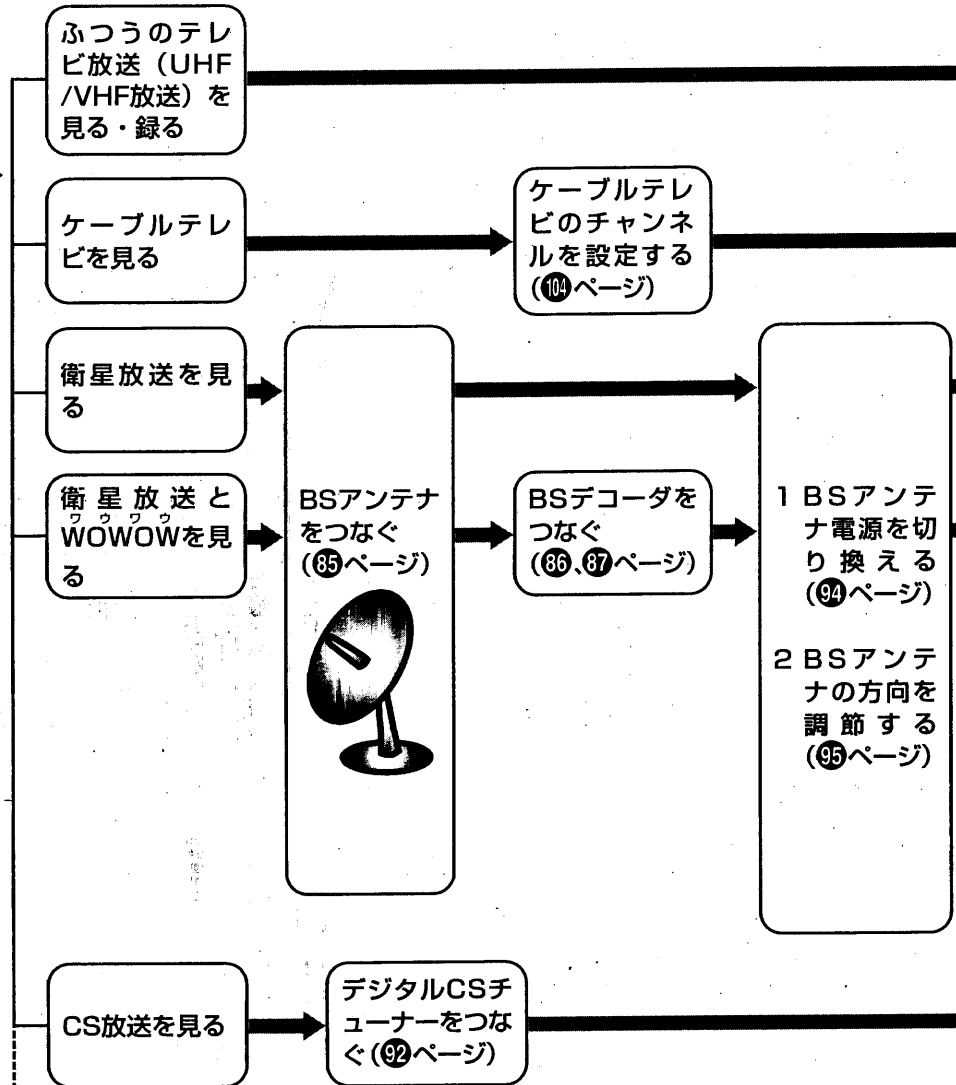 ふつうのテレ
ビ放送（UHF
/VHF放送）を
見る・録る
ケーブルテレ
ビを見る
ケーブルテレ
ビのチャンネ
ルを設定する
(104ページ)
衛星放送を見
る
衛星放送と
ワウワウ
WOWOWを見
る
BSアンテナ
をつなぐ
(85ページ)
BSデコーダを
つなぐ
(86、87ページ)
1 BSアンテ
ナ電源を切
り換える
(94ページ)
2 BSアンテ
ナの方向を
調節する
(95ページ)
CS放送を見る
デジタルCSチ
ューナーをつな
ぐ(92ページ)